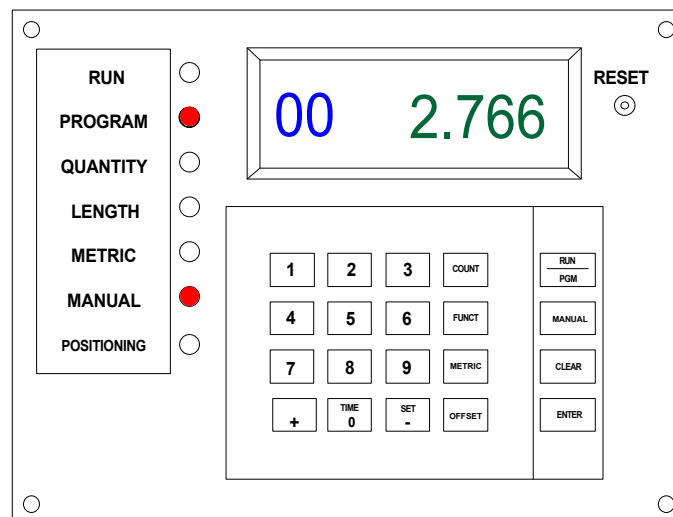 RUN
PROGRAM
QUANTITY
LENGTH
METRIC
MANUAL
POSITIONING
00 2.766
RESET
1 2 3 COUNT
4 5 6 FUNCT
7 8 9 METRIC
+ TIME 0 SET - OFFSET
RUN
PGM
MANUAL
CLEAR
ENTER